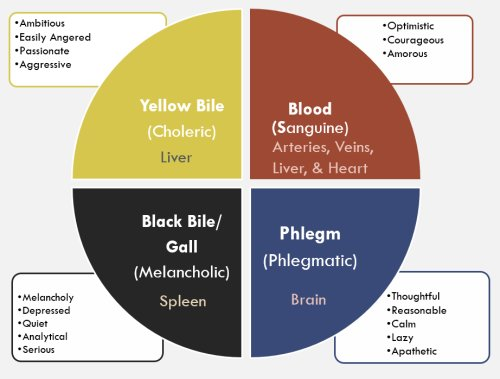 •Ambitious
•Easily Angered
•Passionate
•Aggressive
•Optimistic
•Courageous
•Amorous
Yellow Bile
(Choleric)
Liver
Blood
(Sanguine)
Arteries, Veins,
Liver, & Heart
Black Bile/
Gall
(Melancholic)
Spleen
Phlegm
(Phlegmatic)
Brain
•Melancholy
•Depressed
•Quiet
•Analytical
•Serious
•Thoughtful
•Reasonable
•Calm
•Lazy
•Apathetic